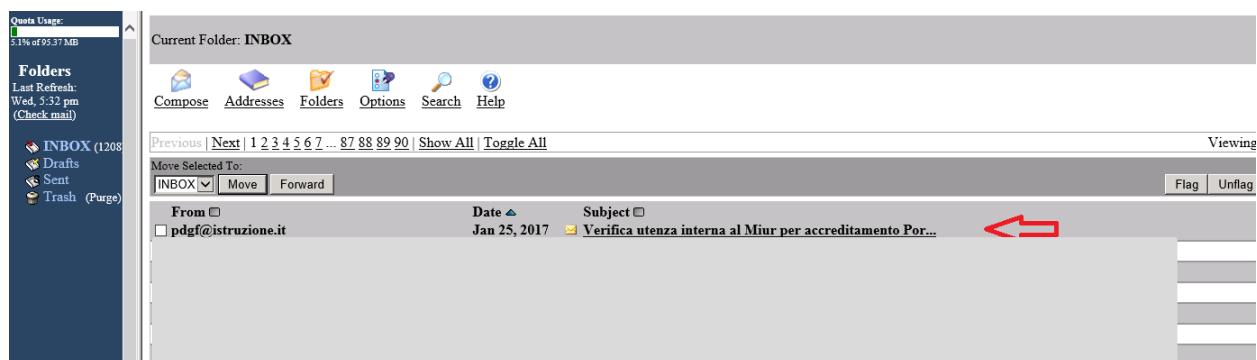 Quota Usage:
5.1% of 95.37 MB
Folders
Last Refresh:
Wed, 5:32 pm
(Check mail)
INBOX (1208
Drafts
Sent
Trash (Purge)
Current Folder: INBOX
Compose Addresses Folders Options Search Help
Previous | Next | 1 2 3 4 5 6 7 ... 87 88 89 90 | Show All | Toggle All Viewing
Move Selected To:
INBOX Move Forward Flag Unflag
From Date Subject
pdgf@istruzione.it Jan 25, 2017 Verifica utenza interna al Miur per accreditamento Por...